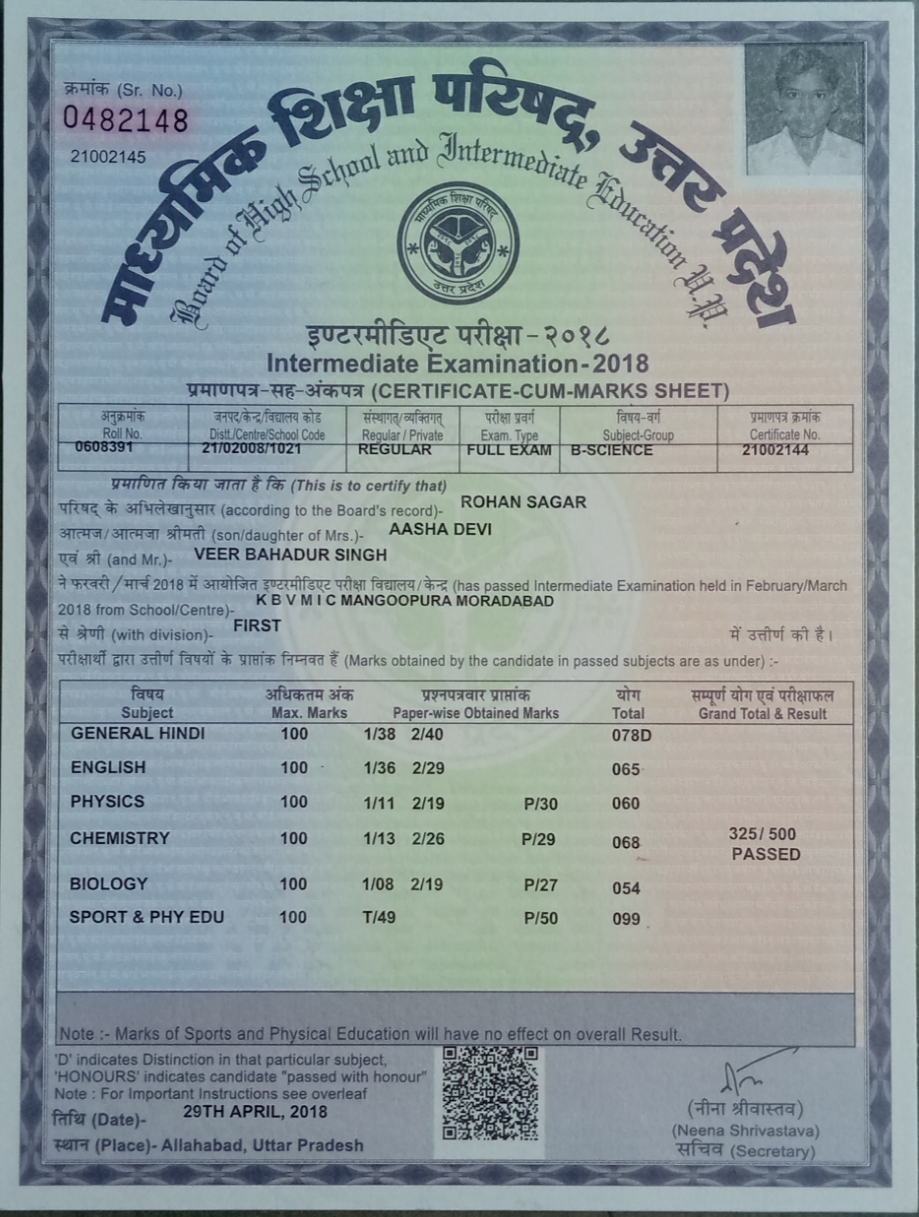 क्रमांक (Sr. No.)
0482148
21002145
माध्यमिक शिक्षा परिषद्, उत्तर प्रदेश
Board of High School and Intermediate Education U.P.
माध्यमिक शिक्षा परिषद
उत्तर प्रदेश
इण्टरमीडिएट परीक्षा - २०१८
Intermediate Examination - 2018
प्रमाणपत्र-सह-अंकपत्र (CERTIFICATE-CUM-MARKS SHEET)
अनुक्रमांक जनपद/केन्द्र/विद्यालय कोड संस्थागत/व्यक्तिगत् परीक्षा प्रवर्ग विषय-वर्ग प्रमाणपत्र क्रमांक
Roll No. Distt./Centre/School Code Regular / Private Exam. Type Subject-Group Certificate No.
0608391 21/02008/1021 REGULAR FULL EXAM B-SCIENCE 21002144
प्रमाणित किया जाता है कि (This is to certify that)
परिषद के अभिलेखानुसार (according to the Board's record)- ROHAN SAGAR
आत्मज/आत्मजा श्रीमती (son/daughter of Mrs.)- AASHA DEVI
एवं श्री (and Mr.)- VEER BAHADUR SINGH
ने फरवरी/मार्च 2018 में आयोजित इण्टरमीडिएट परीक्षा विद्यालय/केन्द्र (has passed Intermediate Examination held in February/March
2018 from School/Centre)- K B V M I C MANGOOPURA MORADABAD
से श्रेणी (with division)- FIRST में उत्तीर्ण की है।
परीक्षार्थी द्वारा उत्तीर्ण विषयों के प्राप्तांक निम्नवत हैं (Marks obtained by the candidate in passed subjects are as under) :-
विषय अधिकतम अंक प्रश्नपत्रवार प्राप्तांक योग सम्पूर्ण योग एवं परीक्षाफल
Subject Max. Marks Paper-wise Obtained Marks Total Grand Total & Result
GENERAL HINDI 100 1/38 2/40 078D
ENGLISH 100 1/36 2/29 065
PHYSICS 100 1/11 2/19 P/30 060
CHEMISTRY 100 1/13 2/26 P/29 068 325/ 500
PASSED
BIOLOGY 100 1/08 2/19 P/27 054
SPORT & PHY EDU 100 T/49 P/50 099
Note :- Marks of Sports and Physical Education will have no effect on overall Result.
'D' indicates Distinction in that particular subject,
'HONOURS' indicates candidate "passed with honour"
Note : For Important Instructions see overleaf
तिथि (Date)- 29TH APRIL, 2018
स्थान (Place)- Allahabad, Uttar Pradesh
(नीना श्रीवास्तव)
(Neena Shrivastava)
सचिव (Secretary)